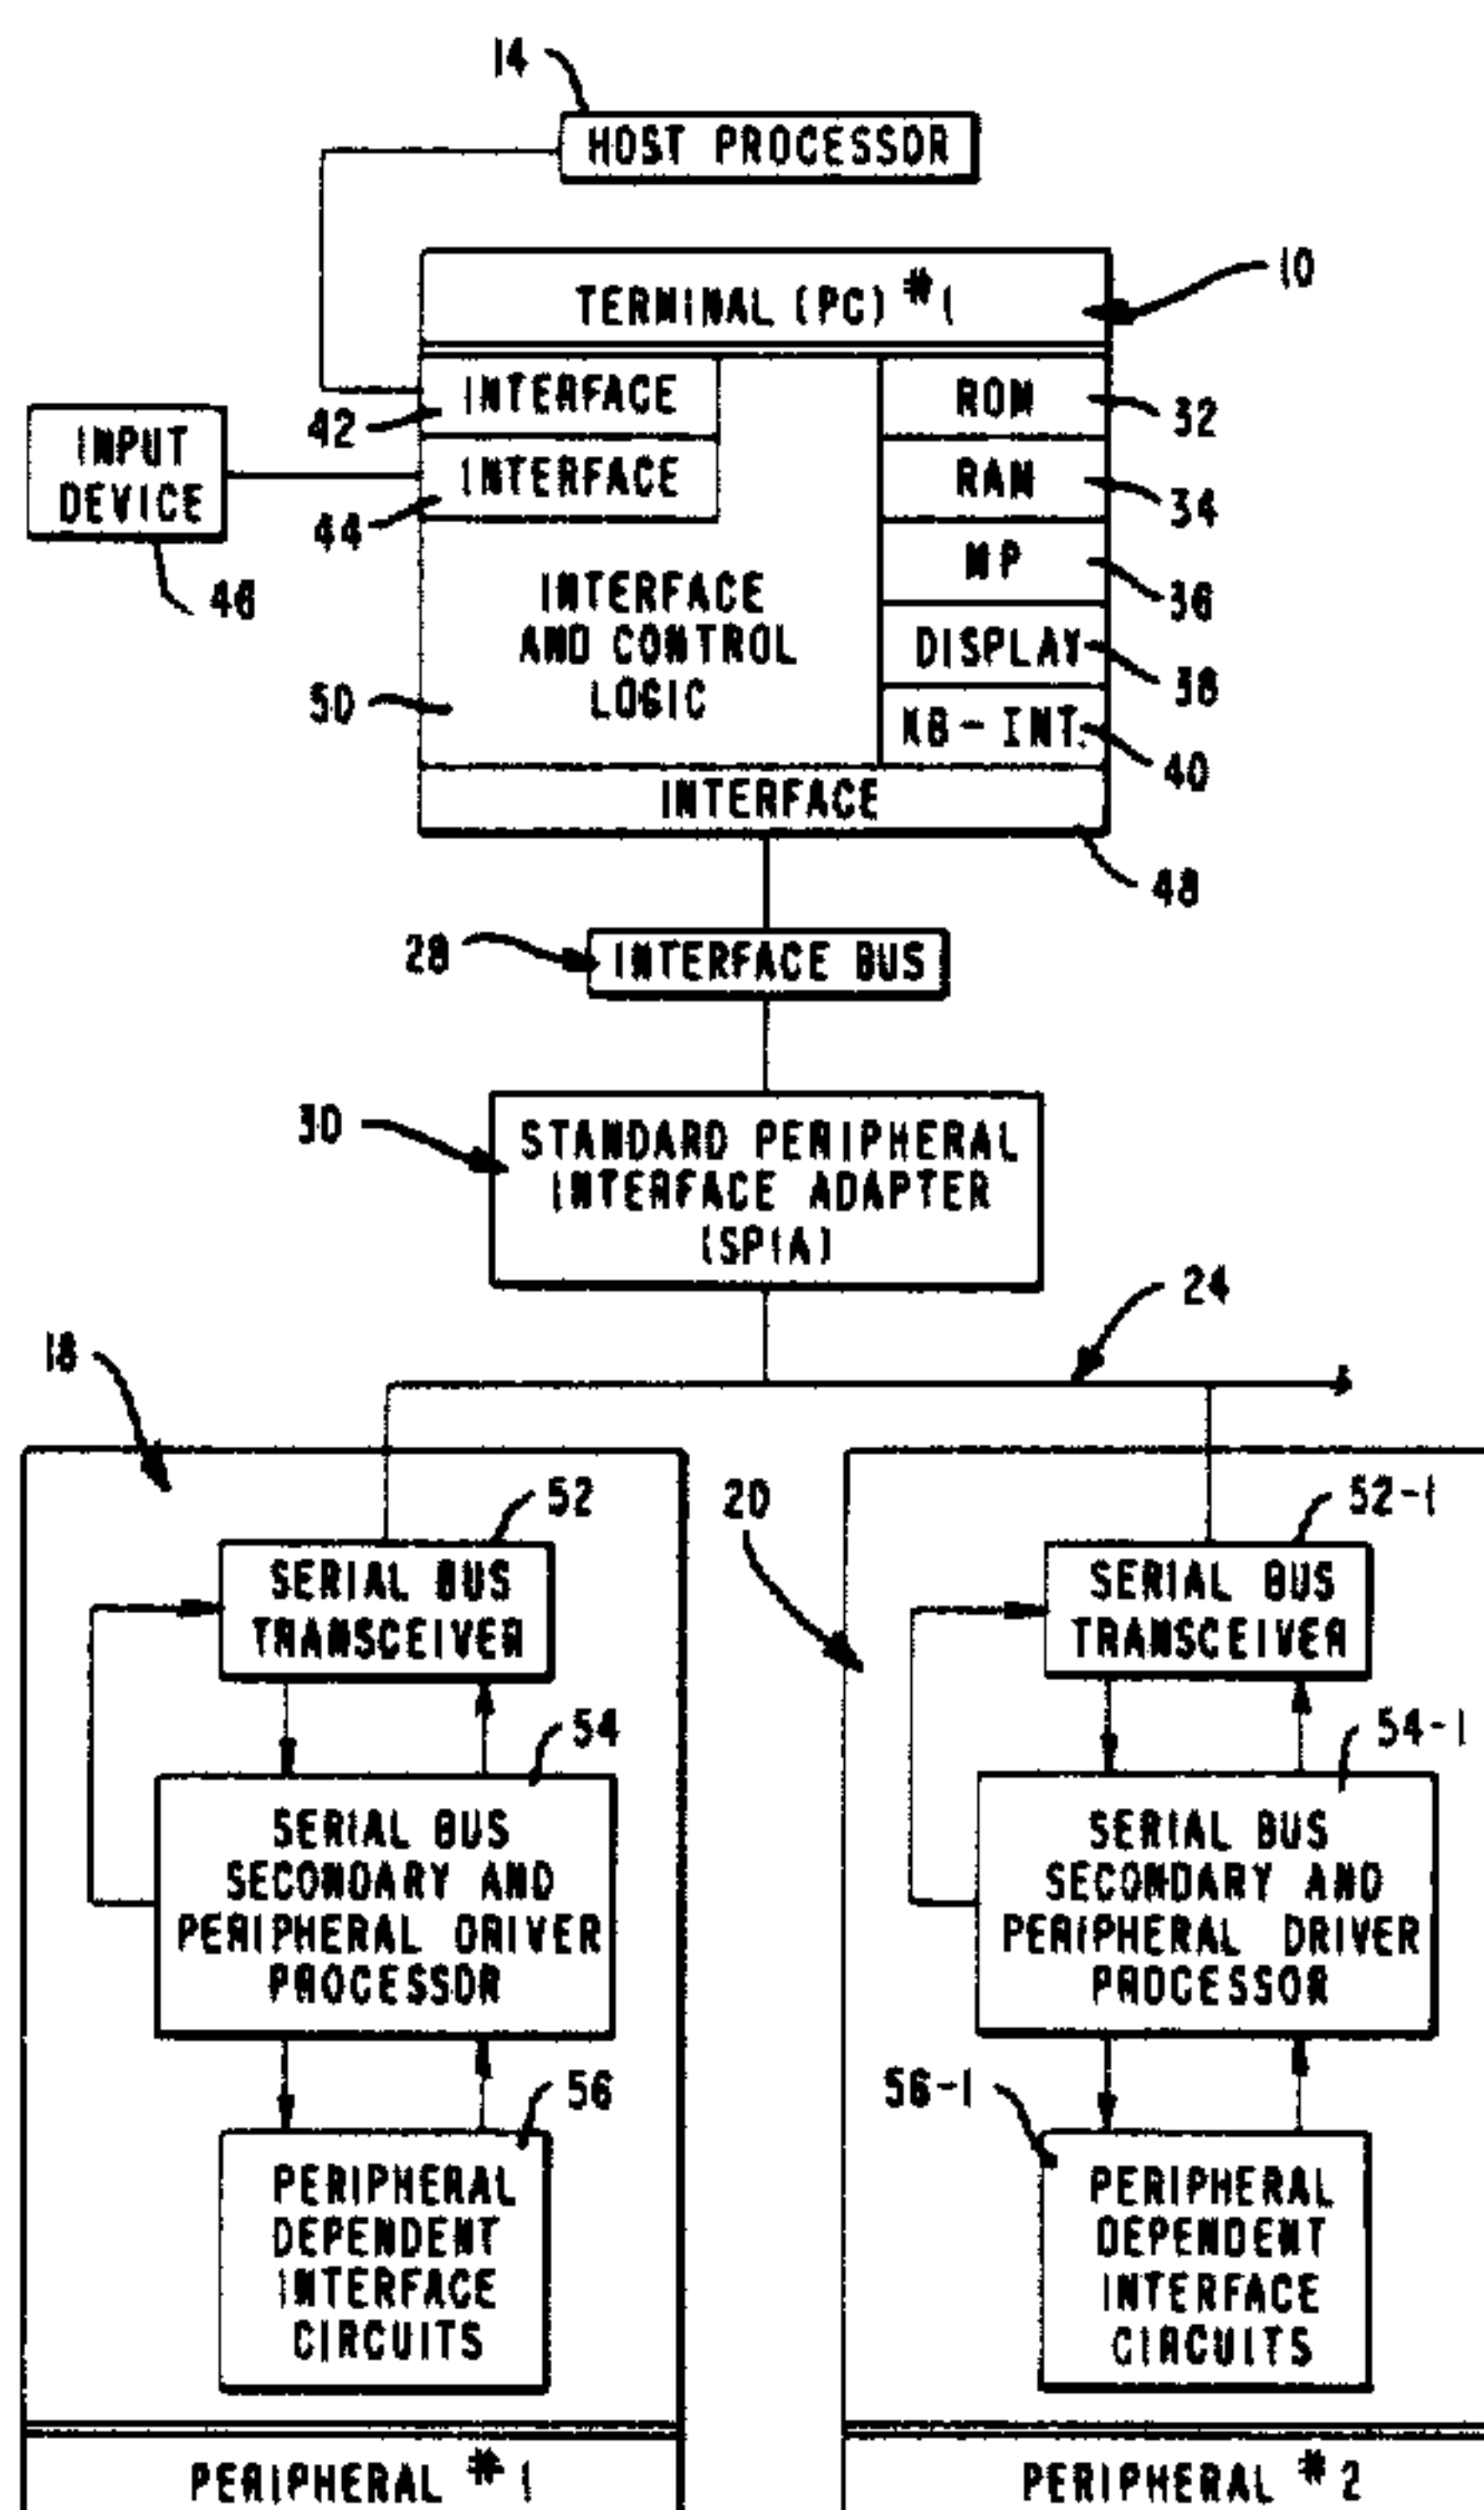 14
HOST PROCESSOR
10
TERMINAL (PC) #1
INTERFACE
ROM
42
32
INPUT
DEVICE
INTERFACE
RAM
44
34
46
MP
36
INTERFACE
AND CONTROL
LOGIC
DISPLAY
38
50
KB-INT.
40
INTERFACE
48
28
INTERFACE BUS
30
STANDARD PERIPHERAL
INTERFACE ADAPTER
(SPIA)
24
18
52
20
52-1
SERIAL BUS
TRANSCEIVER
SERIAL BUS
TRANSCEIVER
54
54-1
SERIAL BUS
SECONDARY AND
PERIPHERAL DRIVER
PROCESSOR
SERIAL BUS
SECONDARY AND
PERIPHERAL DRIVER
PROCESSOR
56
56-1
PERIPHERAL
DEPENDENT
INTERFACE
CIRCUITS
PERIPHERAL
DEPENDENT
INTERFACE
CIRCUITS
PERIPHERAL #1
PERIPHERAL #2